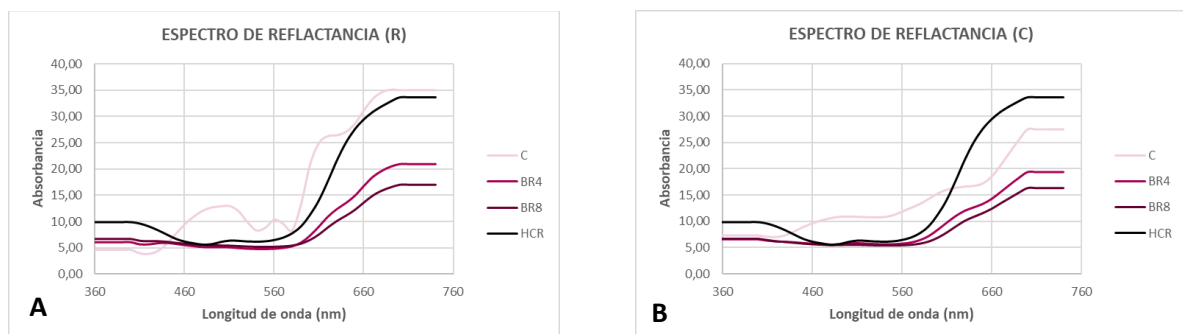 ESPECTRO DE REFLACTANCIA (R)
40,00
35,00
30,00
25,00
20,00
15,00
10,00
5,00
0,00
Absorbancia
360 460 560 660 760
Longitud de onda (nm)
C
BR4
BR8
HCR
A
ESPECTRO DE REFLACTANCIA (C)
40,00
35,00
30,00
25,00
20,00
15,00
10,00
5,00
0,00
Absorbancia
360 460 560 660 760
Longitud de onda (nm)
C
BR4
BR8
HCR
B